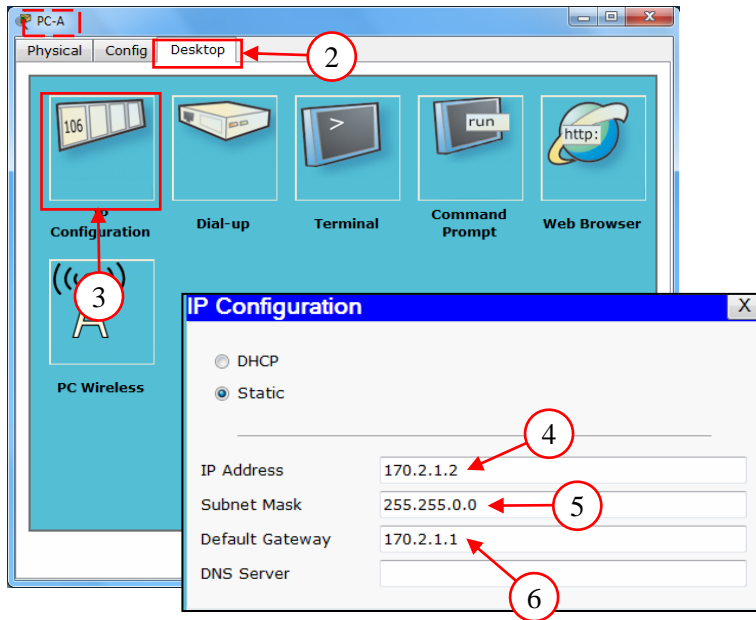 PC-A
X
Physical Config Desktop
2
106
>
run
http:
Configuration
Dial-up
Terminal
Command
Prompt
Web Browser
3
A
PC Wireless
IP Configuration
X
DHCP
Static
4
IP Address 170.2.1.2
Subnet Mask 255.255.0.0
5
Default Gateway 170.2.1.1
DNS Server
6